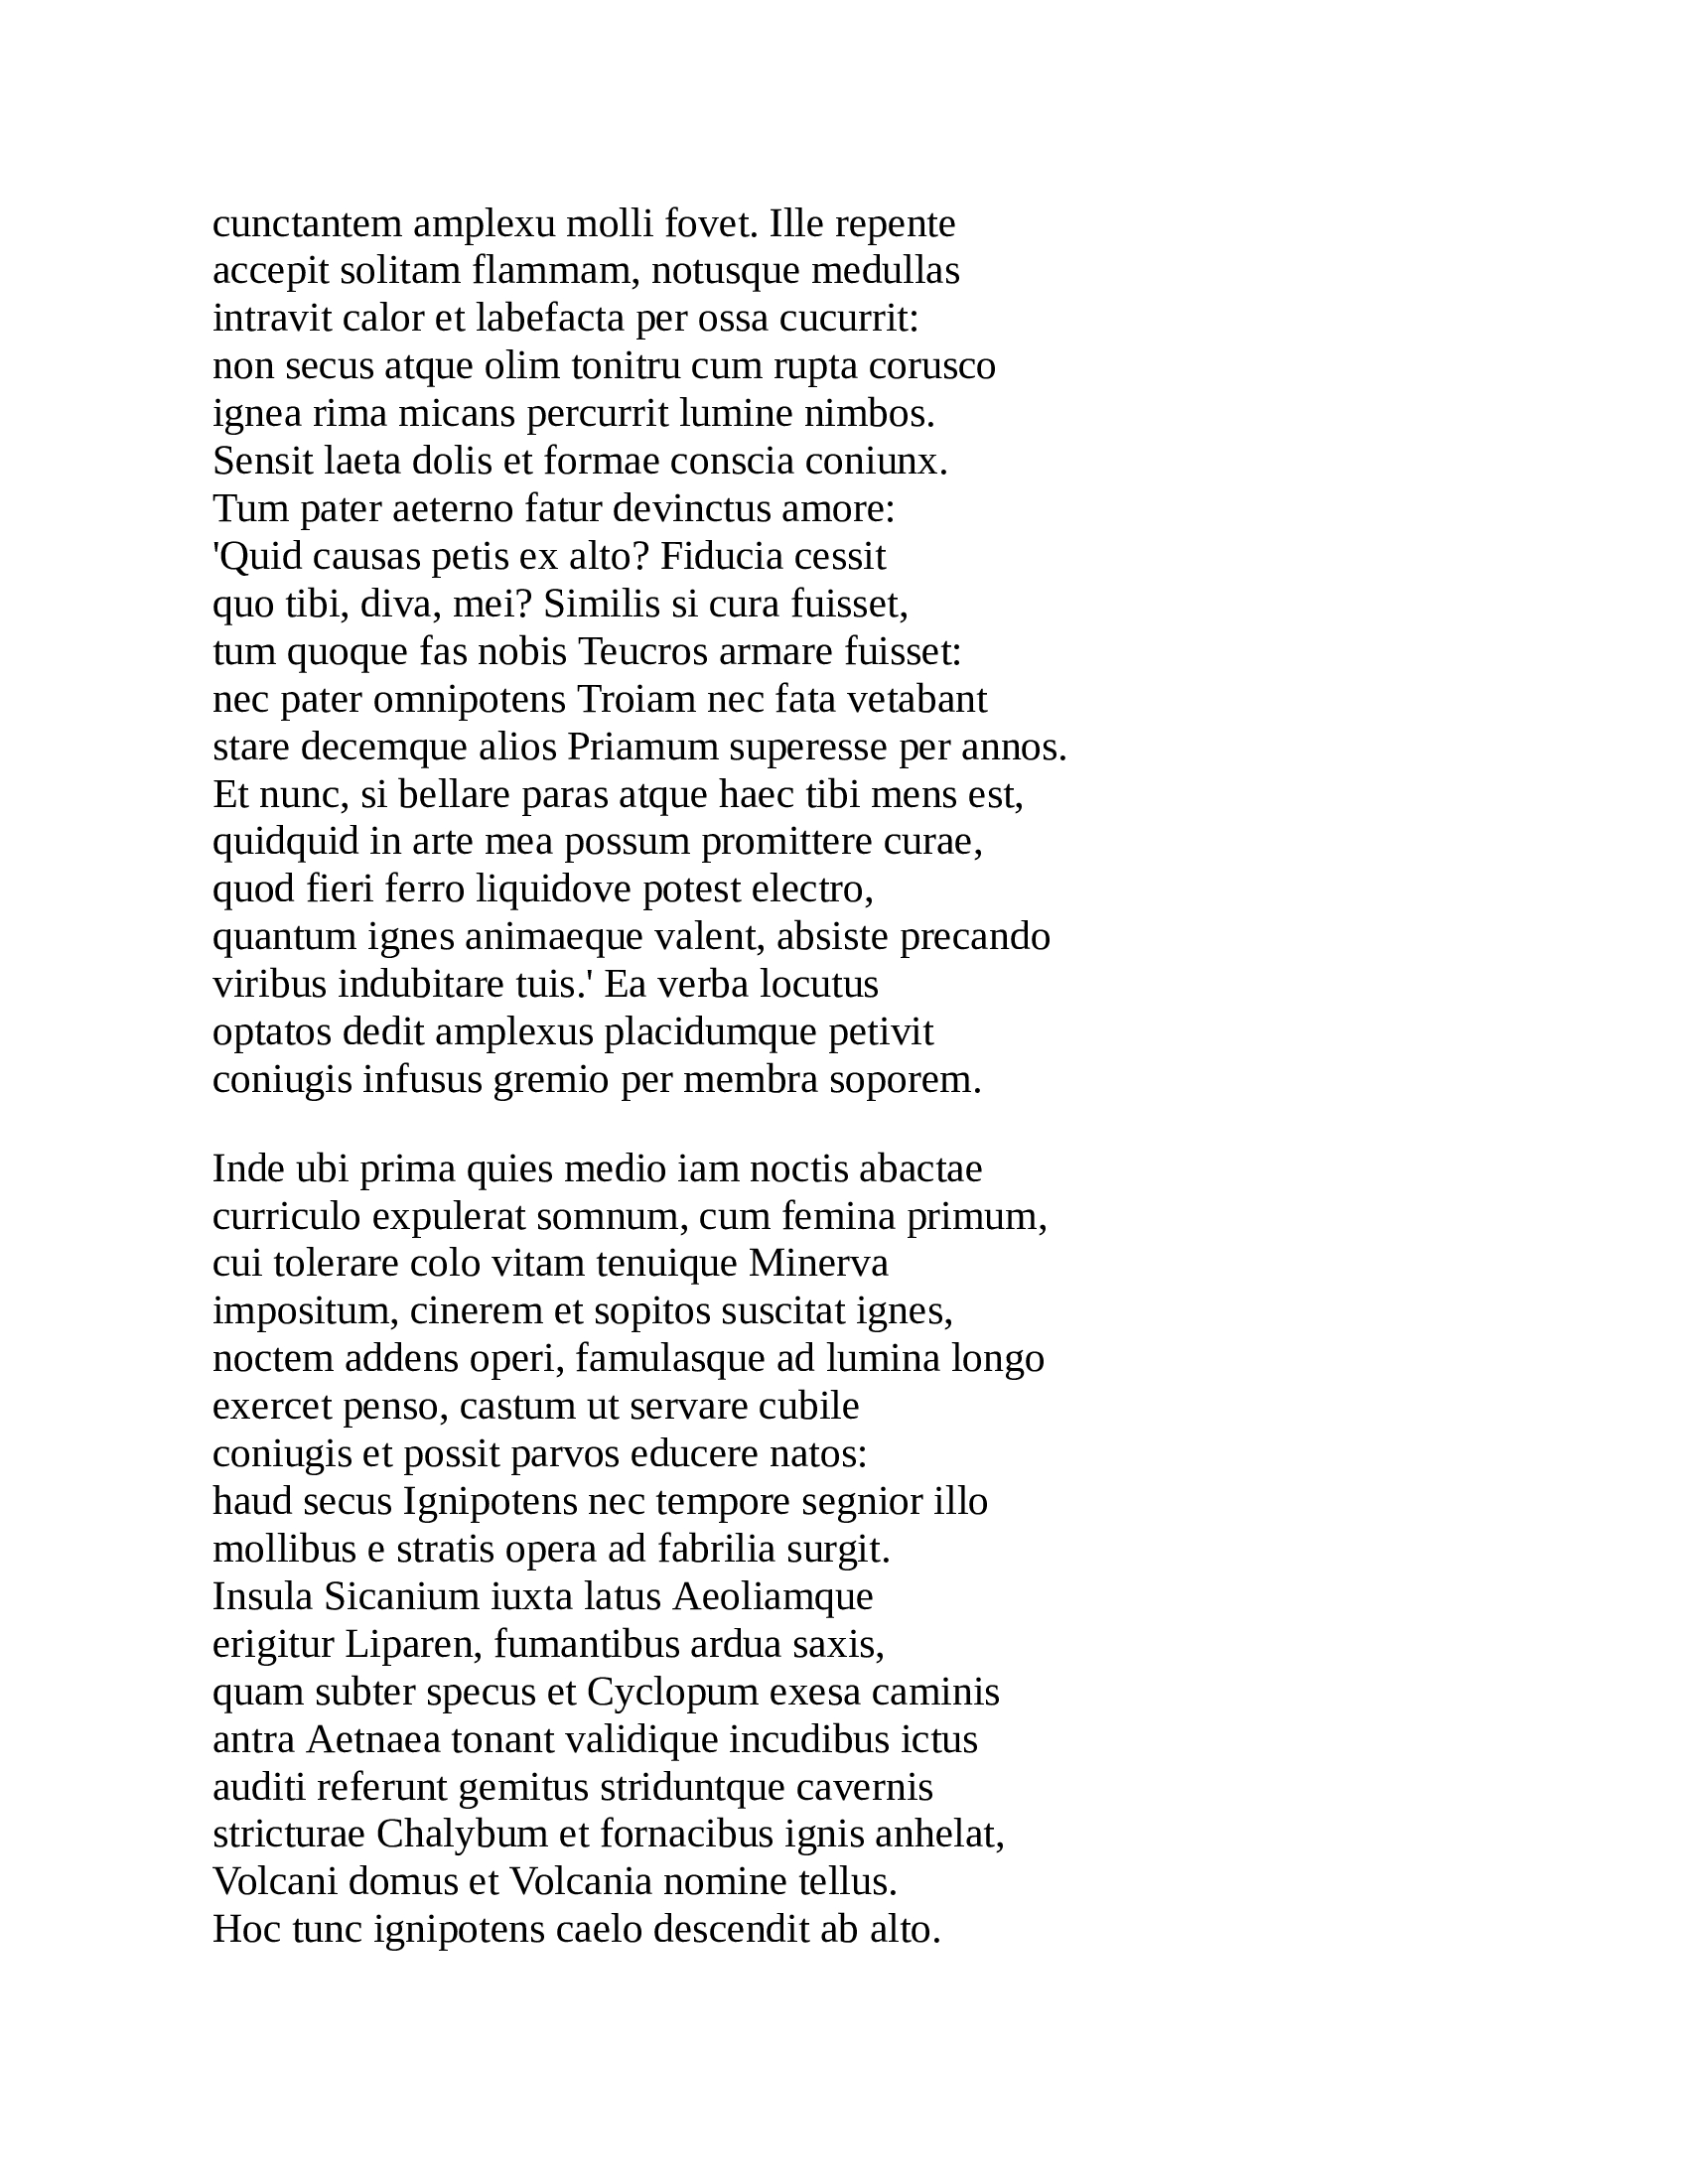 cunctantem amplexu molli fovet. Ille repente
accepit solitam flammam, notusque medullas
intravit calor et labefacta per ossa cucurrit:
non secus atque olim tonitru cum rupta corusco
ignea rima micans percurrit lumine nimbos.
Sensit laeta dolis et formae conscia coniunx.
Tum pater aeterno fatur devinctus amore:
'Quid causas petis ex alto? Fiducia cessit
quo tibi, diva, mei? Similis si cura fuisset,
tum quoque fas nobis Teucros armare fuisset:
nec pater omnipotens Troiam nec fata vetabant
stare decemque alios Priamum superesse per annos.
Et nunc, si bellare paras atque haec tibi mens est,
quidquid in arte mea possum promittere curae,
quod fieri ferro liquidove potest electro,
quantum ignes animaeque valent, absiste precando
viribus indubitare tuis.' Ea verba locutus
optatos dedit amplexus placidumque petivit
coniugis infusus gremio per membra soporem.

Inde ubi prima quies medio iam noctis abactae
curriculo expulerat somnum, cum femina primum,
cui tolerare colo vitam tenuique Minerva
impositum, cinerem et sopitos suscitat ignes,
noctem addens operi, famulasque ad lumina longo
exercet penso, castum ut servare cubile
coniugis et possit parvos educere natos:
haud secus Ignipotens nec tempore segnior illo
mollibus e stratis opera ad fabrilia surgit.
Insula Sicanium iuxta latus Aeoliamque
erigitur Liparen, fumantibus ardua saxis,
quam subter specus et Cyclopum exesa caminis
antra Aetnaea tonant validique incudibus ictus
auditi referunt gemitus striduntque cavernis
stricturae Chalybum et fornacibus ignis anhelat,
Volcani domus et Volcania nomine tellus.
Hoc tunc ignipotens caelo descendit ab alto.